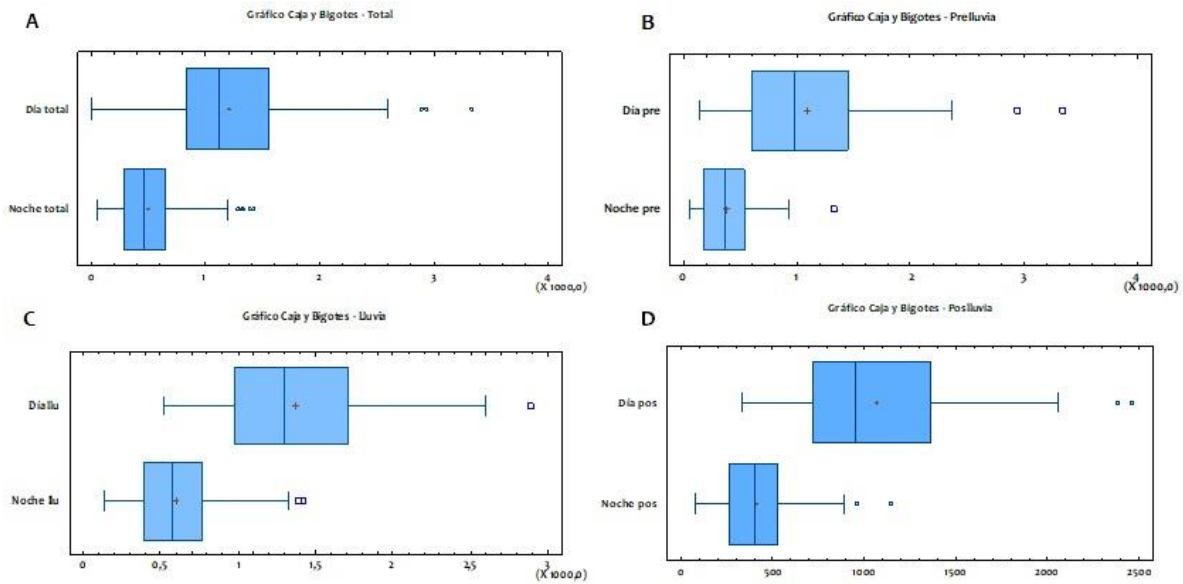 A
Gráfico Caja y Bigotes - Total
Día total
Noche total
0 1 2 3 4
(X 1000,0)
B
Gráfico Caja y Bigotes - Prelluvia
Día pre
Noche pre
0 1 2 3 4
(X 1000,0)
C
Gráfico Caja y Bigotes - Lluvia
Día llu
Noche llu
0 0,5 1 1,5 2 2,5 3
(X 1000,0)
D
Gráfico Caja y Bigotes - Poslluvia
Día pos
Noche pos
0 500 1000 1500 2000 2500